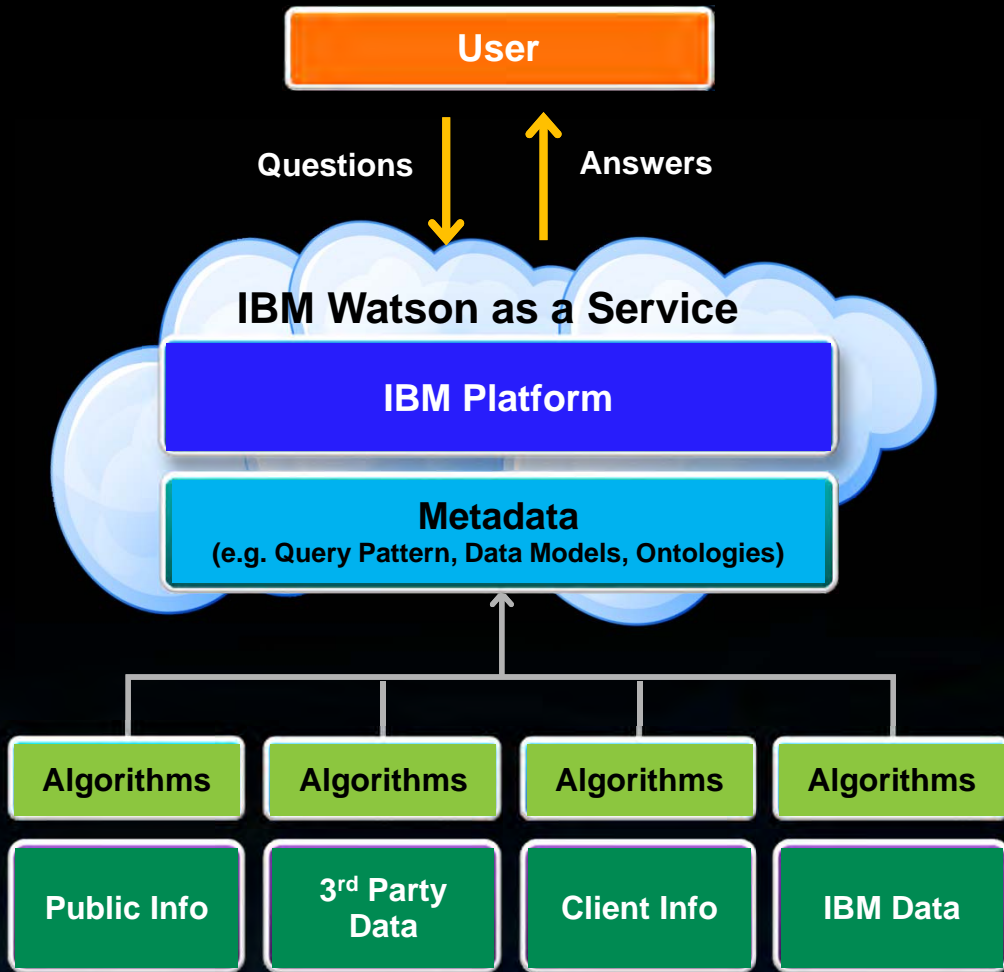 User
Questions
Answers
IBM Watson as a Service
IBM Platform
Metadata
(e.g. Query Pattern, Data Models, Ontologies)
Algorithms
Algorithms
Algorithms
Algorithms
Public Info
3rd Party
Data
Client Info
IBM Data